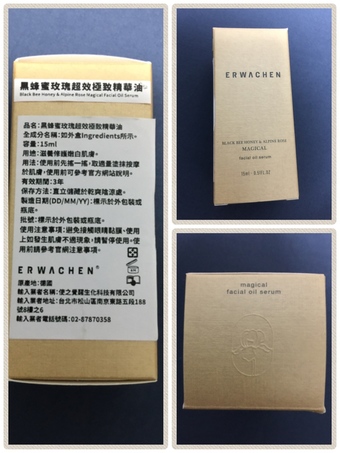 黑蜂蜜玫瑰超效極致精華油
Black Bee Honey & Alpine Rose Magical Facial Oil Serum
品名：黑蜂蜜玫瑰超效極致精華油
全成分名稱：如外盒Ingredients所示。
容量：15ml
用途：滋養修護嫩白肌膚。
用法：使用前先搖一搖，取適量塗抹按摩
於肌膚，使用前可參考官方網站說明。
有效期間：3年
保存方法：直立儲藏於乾爽陰涼處。
製造日期(DD/MM/YY)：標示於外包裝或
瓶底。
批號：標示於外包裝或瓶底。
使用注意事項：避免接觸眼睛黏膜，使用
上如發生肌膚不適現象，請暫停使用。使
用前請參考官方注意事項。
ERWACHEN®
原產地：德國
輸入業者名稱：使之覺醒生化科技有限公司
輸入業者地址：台北市松山區南京東路五段188
號8樓之6
輸入業者電話號碼：02-87870358
ERWACHEN
BLACK BEE HONEY & ALPINE ROSE
MAGICAL
facial oil serum
magical
facial oil serum